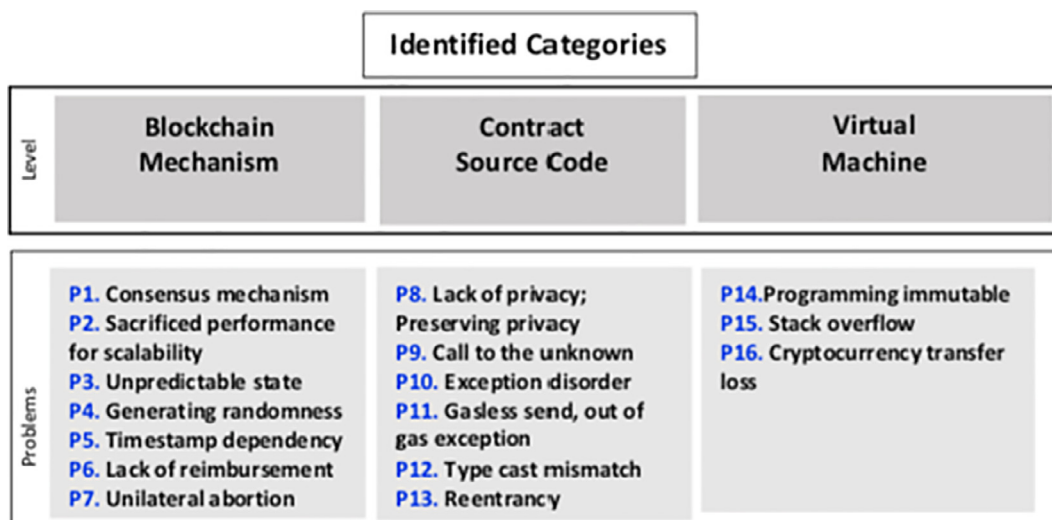 Identified Categories
Level
Blockchain
Mechanism
Contract
Source Code
Virtual
Machine
Problems
P1. Consensus mechanism
P2. Sacrificed performance
for scalability
P3. Unpredictable state
P4. Generating randomness
P5. Timestamp dependency
P6. Lack of reimbursement
P7. Unilateral abortion
P8. Lack of privacy;
Preserving privacy
P9. Call to the unknown
P10. Exception disorder
P11. Gasless send, out of
gas exception
P12. Type cast mismatch
P13. Reentrancy
P14.Programming immutable
P15. Stack overflow
P16. Cryptocurrency transfer
loss